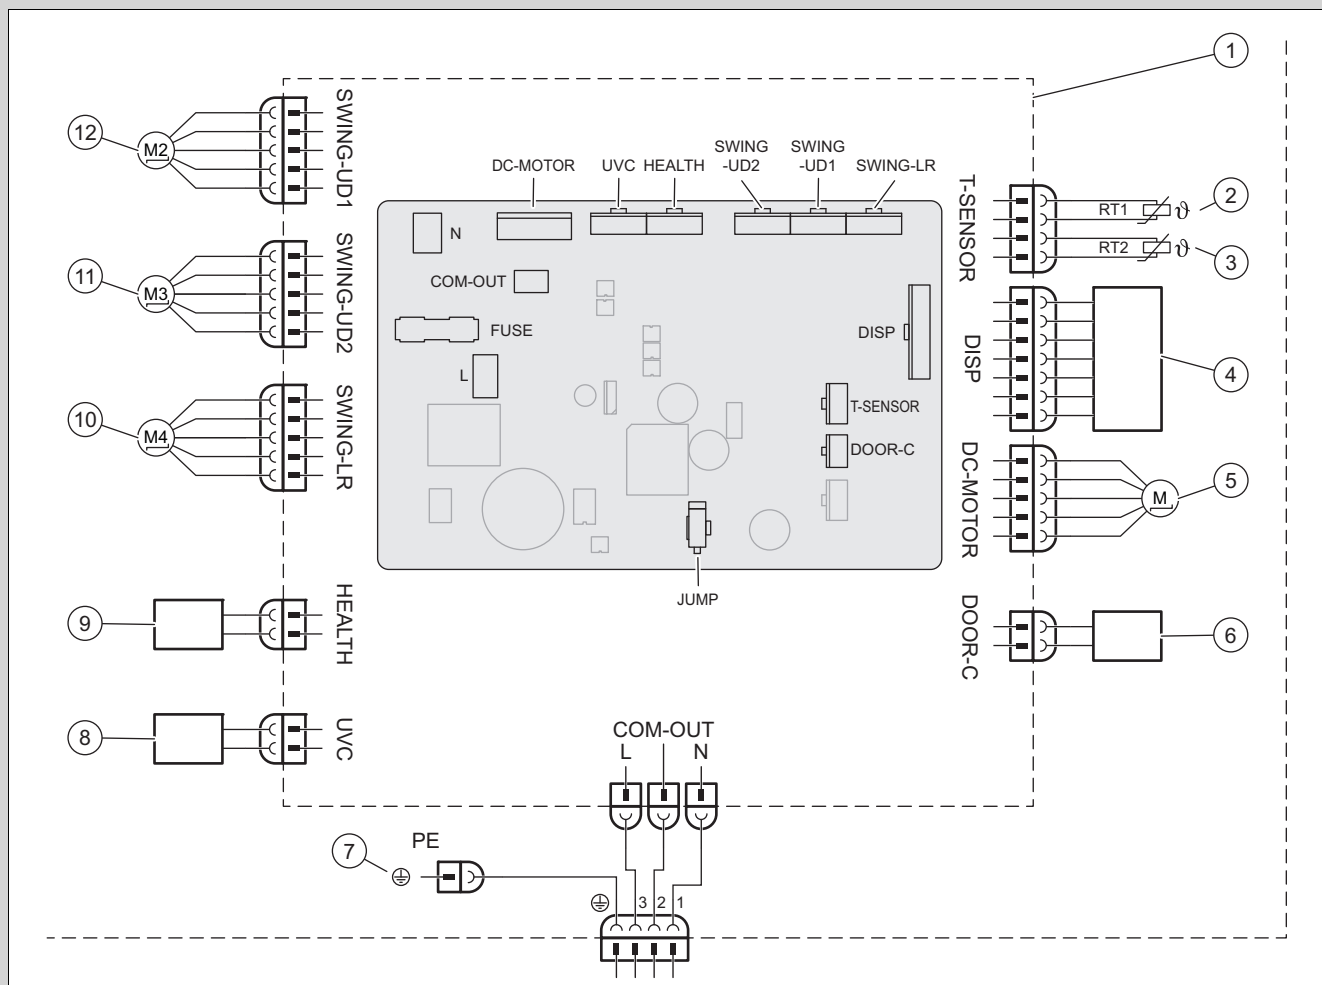 1
SWING-UD1
12
M2
SWING
-UD2
SWING
-UD1
DC-MOTOR
UVC
HEALTH
SWING-LR
T-SENSOR
RT1
ϑ
2
RT2
ϑ
3
N
COM-OUT
FUSE
L
DISP
T-SENSOR
DOOR-C
JUMP
SWING-UD2
11
M3
DISP
4
SWING-LR
10
M4
DC-MOTOR
M
5
HEALTH
9
DOOR-C
6
UVC
8
COM-OUT
L
N
PE
7
3
2
1